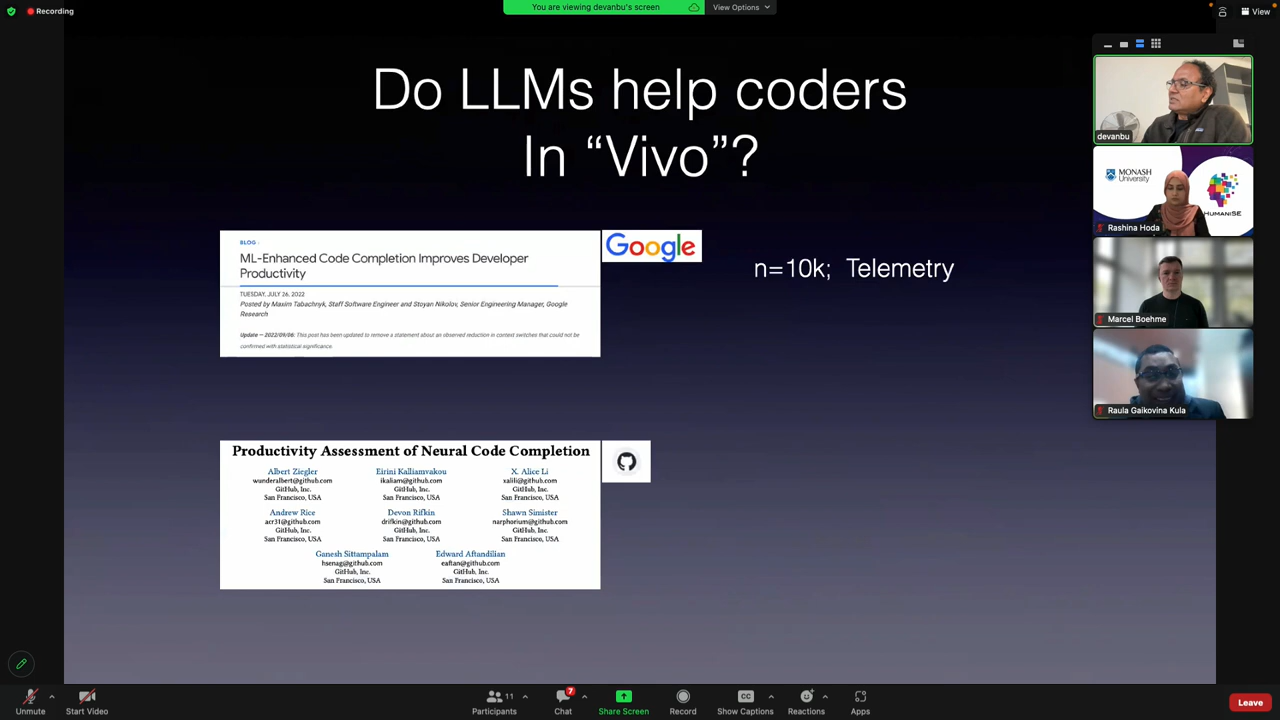 Recording
You are viewing devanbu's screen
View Options
View
Do LLMs help coders
In “Vivo”?
BLOG ›
ML-Enhanced Code Completion Improves Developer
Productivity
TUESDAY, JULY 26, 2022
Posted by Maxim Tabachnyk, Staff Software Engineer and Stoyan Nikolov, Senior Engineering Manager, Google
Research
Update — 2022/09/06: This post has been updated to remove a statement about an observed reduction in context switches that could not be
confirmed with statistical significance.
Google
n=10k; Telemetry
Productivity Assessment of Neural Code Completion
Albert Ziegler
wunderalbert@github.com
GitHub, Inc.
San Francisco, USA
Eirini Kalliamvakou
ikaliam@github.com
GitHub, Inc.
San Francisco, USA
X. Alice Li
xalili@github.com
GitHub, Inc.
San Francisco, USA
Andrew Rice
acr31@github.com
GitHub, Inc.
San Francisco, USA
Devon Rifkin
drifkin@github.com
GitHub, Inc.
San Francisco, USA
Shawn Simister
narphorium@github.com
GitHub, Inc.
San Francisco, USA
Ganesh Sittampalam
hsenag@github.com
GitHub, Inc.
San Francisco, USA
Edward Aftandilian
eaftan@github.com
GitHub, Inc.
San Francisco, USA
devanbu
MONASH
University
HUMANISE
Rashina Hoda
Marcel Boehme
Raula Gaikovina Kula
Unmute
Start Video
Participants
11
Chat
7
Share Screen
Record
CC
Show Captions
Reactions
Apps
Leave